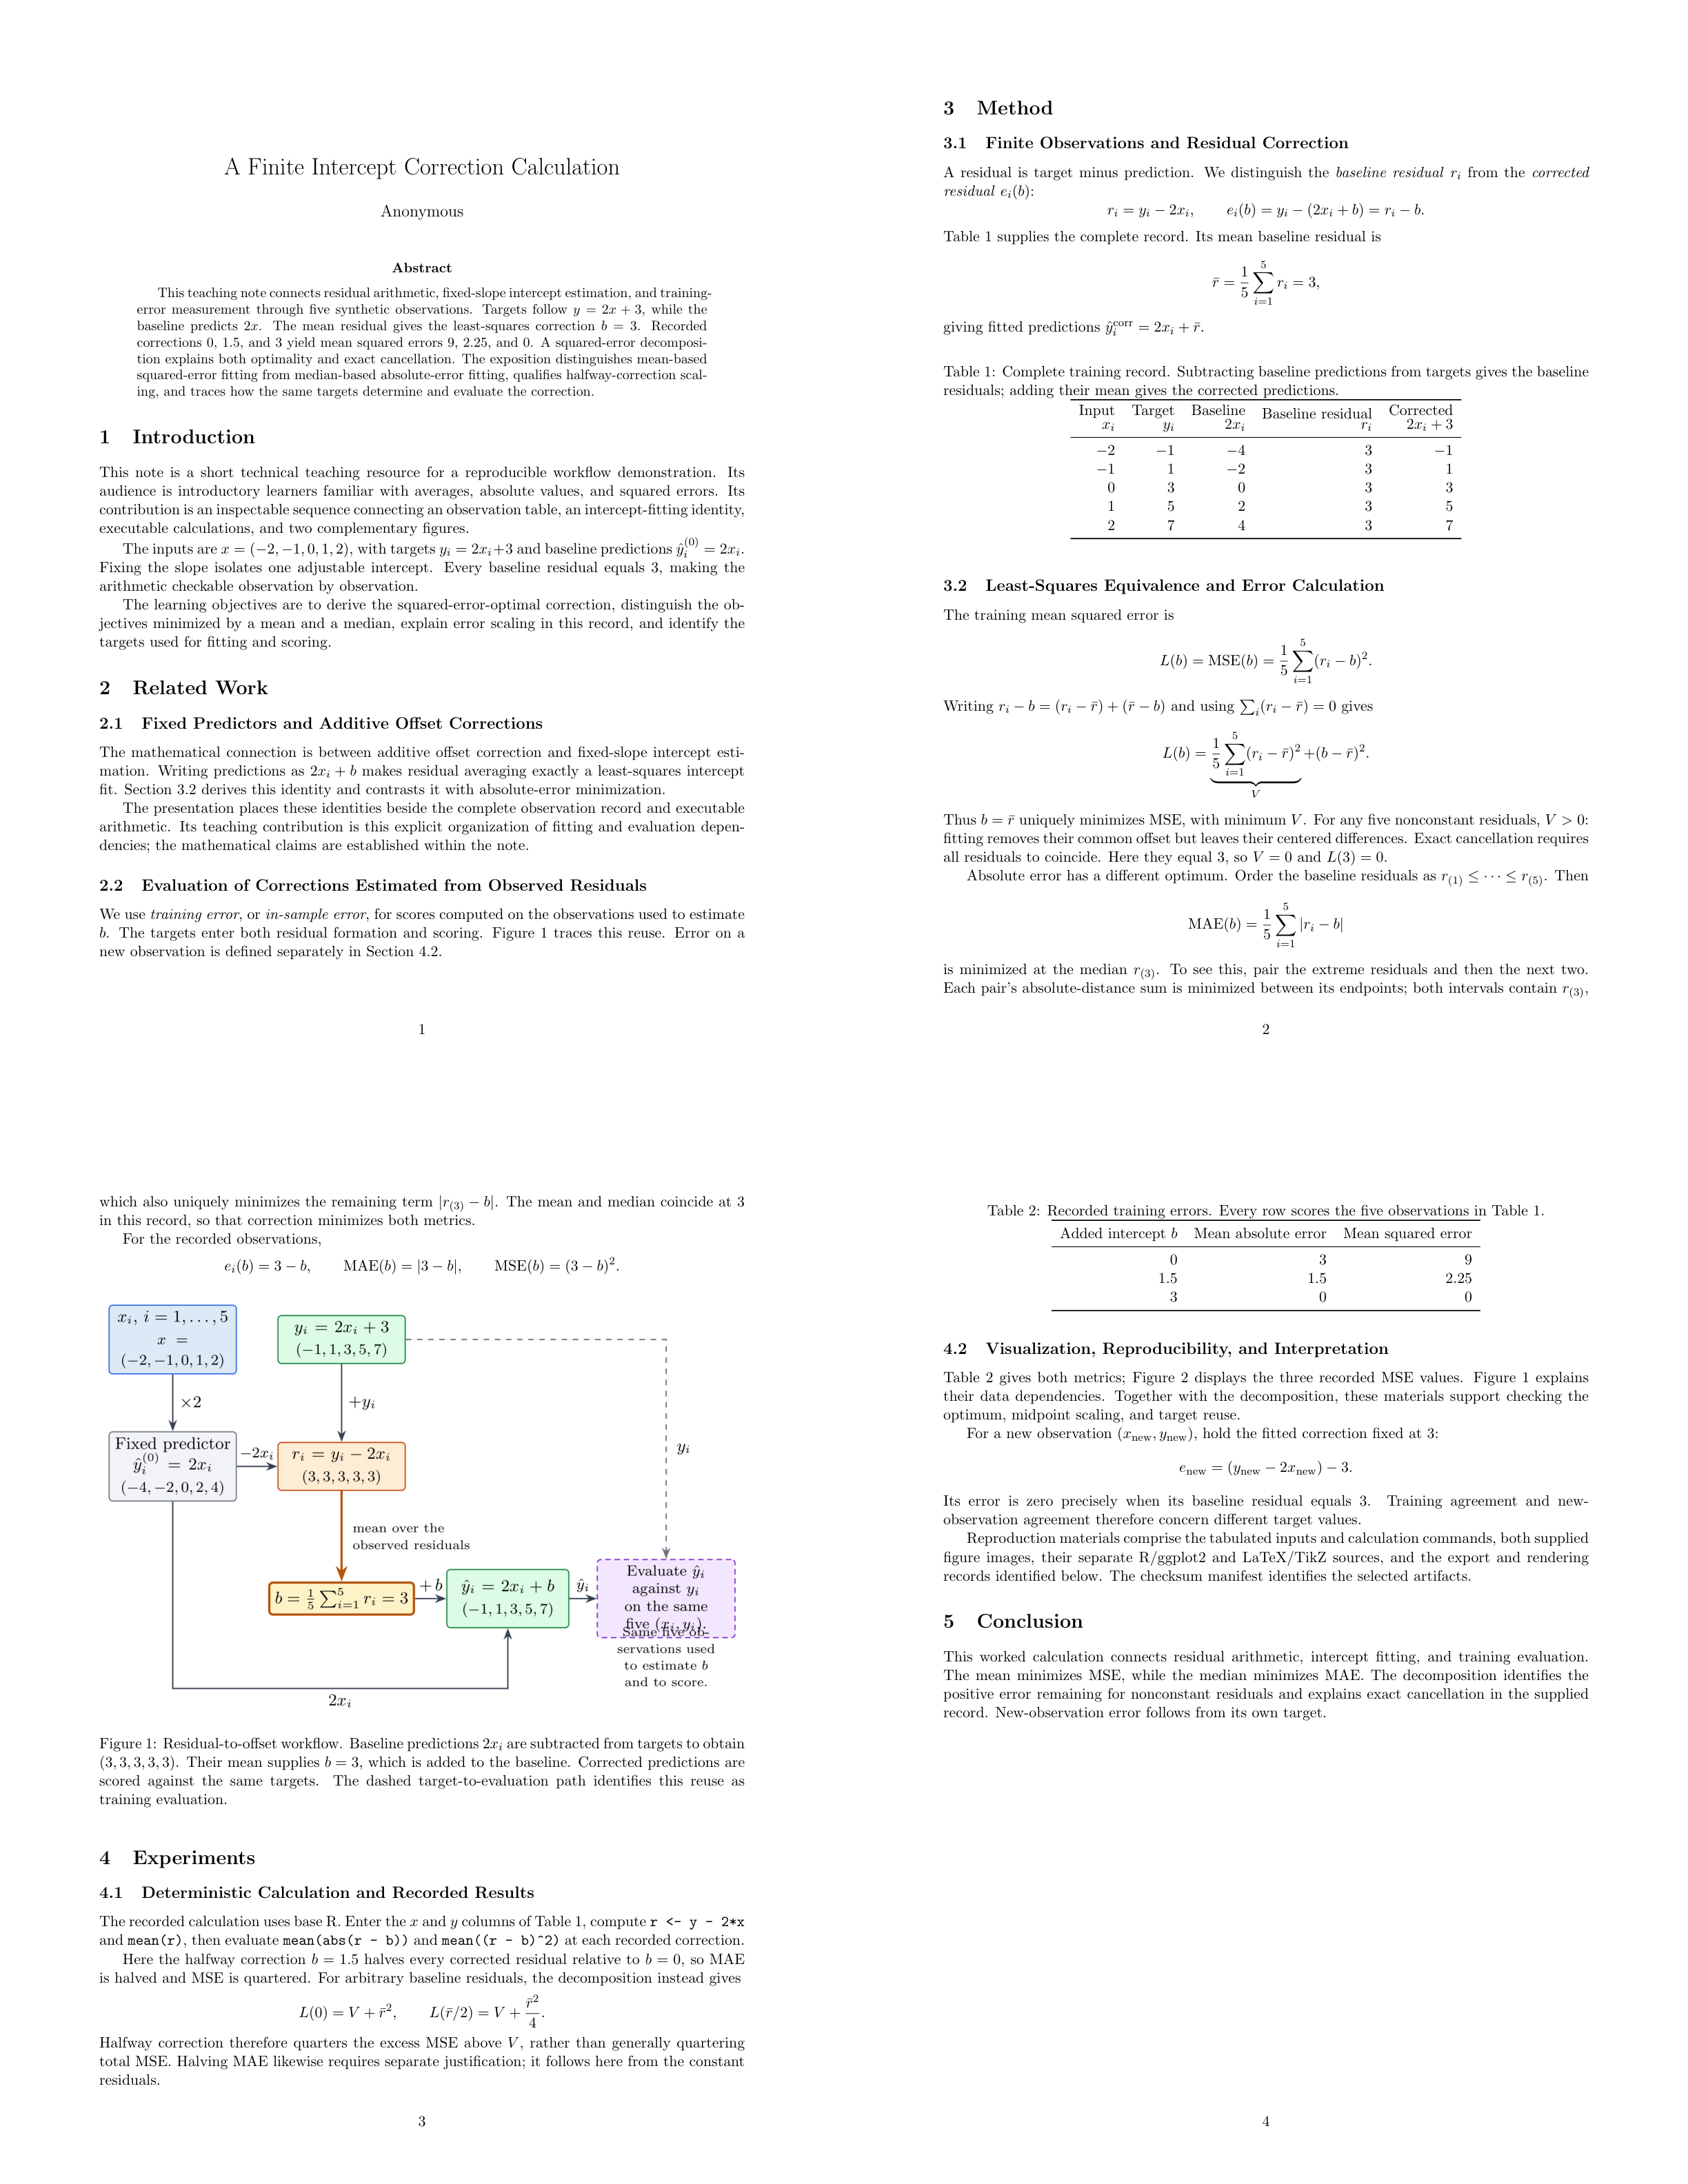 A Finite Intercept Correction Calculation
Anonymous
Abstract
This teaching note connects residual arithmetic, fixed-slope intercept estimation, and training-
error measurement through five synthetic observations. Targets follow y = 2x + 3, while the
baseline predicts 2x. The mean residual gives the least-squares correction b = 3. Recorded
corrections 0, 1.5, and 3 yield mean squared errors 9, 2.25, and 0. A squared-error decomposi-
tion explains both optimality and exact cancellation. The exposition distinguishes mean-based
squared-error fitting from median-based absolute-error fitting, qualifies halfway-correction scal-
ing, and traces how the same targets determine and evaluate the correction.
1 Introduction
This note is a short technical teaching resource for a reproducible workflow demonstration. Its
audience is introductory learners familiar with averages, absolute values, and squared errors. Its
contribution is an inspectable sequence connecting an observation table, an intercept-fitting identity,
executable calculations, and two complementary figures.
The inputs are x = (−2, −1, 0, 1, 2), with targets yᵢ = 2xᵢ+3 and baseline predictions ŷᵢ⁽⁰⁾ = 2xᵢ.
Fixing the slope isolates one adjustable intercept. Every baseline residual equals 3, making the
arithmetic checkable observation by observation.
The learning objectives are to derive the squared-error-optimal correction, distinguish the ob-
jectives minimized by a mean and a median, explain error scaling in this record, and identify the
targets used for fitting and scoring.
2 Related Work
2.1 Fixed Predictors and Additive Offset Corrections
The mathematical connection is between additive offset correction and fixed-slope intercept esti-
mation. Writing predictions as 2xᵢ + b makes residual averaging exactly a least-squares intercept
fit. Section 3.2 derives this identity and contrasts it with absolute-error minimization.
The presentation places these identities beside the complete observation record and executable
arithmetic. Its teaching contribution is this explicit organization of fitting and evaluation depen-
dencies; the mathematical claims are established within the note.
2.2 Evaluation of Corrections Estimated from Observed Residuals
We use training error, or in-sample error, for scores computed on the observations used to estimate
b. The targets enter both residual formation and scoring. Figure 1 traces this reuse. Error on a
new observation is defined separately in Section 4.2.
1
3 Method
3.1 Finite Observations and Residual Correction
A residual is target minus prediction. We distinguish the baseline residual rᵢ from the corrected
residual eᵢ(b):
rᵢ = yᵢ − 2xᵢ, eᵢ(b) = yᵢ − (2xᵢ + b) = rᵢ − b.
Table 1 supplies the complete record. Its mean baseline residual is
r̄ = 1/5 ∑ᵢ₌₁⁵ rᵢ = 3,
giving fitted predictions ŷᵢᶜᵒʳʳ = 2xᵢ + r̄.
Table 1: Complete training record. Subtracting baseline predictions from targets gives the baseline
residuals; adding their mean gives the corrected predictions.
Input Target Baseline Baseline residual Corrected
xᵢ yᵢ 2xᵢ rᵢ 2xᵢ + 3
−2 −1 −4 3 −1
−1 1 −2 3 1
0 3 0 3 3
1 5 2 3 5
2 7 4 3 7
3.2 Least-Squares Equivalence and Error Calculation
The training mean squared error is
L(b) = MSE(b) = 1/5 ∑ᵢ₌₁⁵ (rᵢ − b)².
Writing rᵢ − b = (rᵢ − r̄) + (r̄ − b) and using ∑ᵢ(rᵢ − r̄) = 0 gives
L(b) = 1/5 ∑ᵢ₌₁⁵ (rᵢ − r̄)² +(b − r̄)².
V
Thus b = r̄ uniquely minimizes MSE, with minimum V. For any five nonconstant residuals, V > 0:
fitting removes their common offset but leaves their centered differences. Exact cancellation requires
all residuals to coincide. Here they equal 3, so V = 0 and L(3) = 0.
Absolute error has a different optimum. Order the baseline residuals as r₍₁₎ ≤ ⋯ ≤ r₍₅₎. Then
MAE(b) = 1/5 ∑ᵢ₌₁⁵ |rᵢ − b|
is minimized at the median r₍₃₎. To see this, pair the extreme residuals and then the next two.
Each pair's absolute-distance sum is minimized between its endpoints; both intervals contain r₍₃₎,
2
which also uniquely minimizes the remaining term |r₍₃₎ − b|. The mean and median coincide at 3
in this record, so that correction minimizes both metrics.
For the recorded observations,
eᵢ(b) = 3 − b, MAE(b) = |3 − b|, MSE(b) = (3 − b)².
xᵢ, i = 1, . . . , 5
x =
(−2, −1, 0, 1, 2)
yᵢ = 2xᵢ + 3
(−1, 1, 3, 5, 7)
×2
+yᵢ
yᵢ
Fixed predictor
ŷᵢ⁽⁰⁾ = 2xᵢ
(−4, −2, 0, 2, 4)
−2xᵢ
rᵢ = yᵢ − 2xᵢ
(3, 3, 3, 3, 3)
mean over the
observed residuals
b = 1/5 ∑ᵢ₌₁⁵ rᵢ = 3
+b
ŷᵢ = 2xᵢ + b
(−1, 1, 3, 5, 7)
ŷᵢ
Evaluate ŷᵢ
against yᵢ
on the same
five (xᵢ, yᵢ).
Same five ob-
servations used
to estimate b
and to score.
2xᵢ
Figure 1: Residual-to-offset workflow. Baseline predictions 2xᵢ are subtracted from targets to obtain
(3, 3, 3, 3, 3). Their mean supplies b = 3, which is added to the baseline. Corrected predictions are
scored against the same targets. The dashed target-to-evaluation path identifies this reuse as
training evaluation.
4 Experiments
4.1 Deterministic Calculation and Recorded Results
The recorded calculation uses base R. Enter the x and y columns of Table 1, compute r <- y - 2*x
and mean(r), then evaluate mean(abs(r - b)) and mean((r - b)^2) at each recorded correction.
Here the halfway correction b = 1.5 halves every corrected residual relative to b = 0, so MAE
is halved and MSE is quartered. For arbitrary baseline residuals, the decomposition instead gives
L(0) = V + r̄², L(r̄/2) = V + r̄²/4.
Halfway correction therefore quarters the excess MSE above V, rather than generally quartering
total MSE. Halving MAE likewise requires separate justification; it follows here from the constant
residuals.
3
Table 2: Recorded training errors. Every row scores the five observations in Table 1.
Added intercept b Mean absolute error Mean squared error
0 3 9
1.5 1.5 2.25
3 0 0
4.2 Visualization, Reproducibility, and Interpretation
Table 2 gives both metrics; Figure 2 displays the three recorded MSE values. Figure 1 explains
their data dependencies. Together with the decomposition, these materials support checking the
optimum, midpoint scaling, and target reuse.
For a new observation (xₙₑw, yₙₑw), hold the fitted correction fixed at 3:
eₙₑw = (yₙₑw − 2xₙₑw) − 3.
Its error is zero precisely when its baseline residual equals 3. Training agreement and new-
observation agreement therefore concern different target values.
Reproduction materials comprise the tabulated inputs and calculation commands, both supplied
figure images, their separate R/ggplot2 and LaTeX/TikZ sources, and the export and rendering
records identified below. The checksum manifest identifies the selected artifacts.
5 Conclusion
This worked calculation connects residual arithmetic, intercept fitting, and training evaluation.
The mean minimizes MSE, while the median minimizes MAE. The decomposition identifies the
positive error remaining for nonconstant residuals and explains exact cancellation in the supplied
record. New-observation error follows from its own target.
4